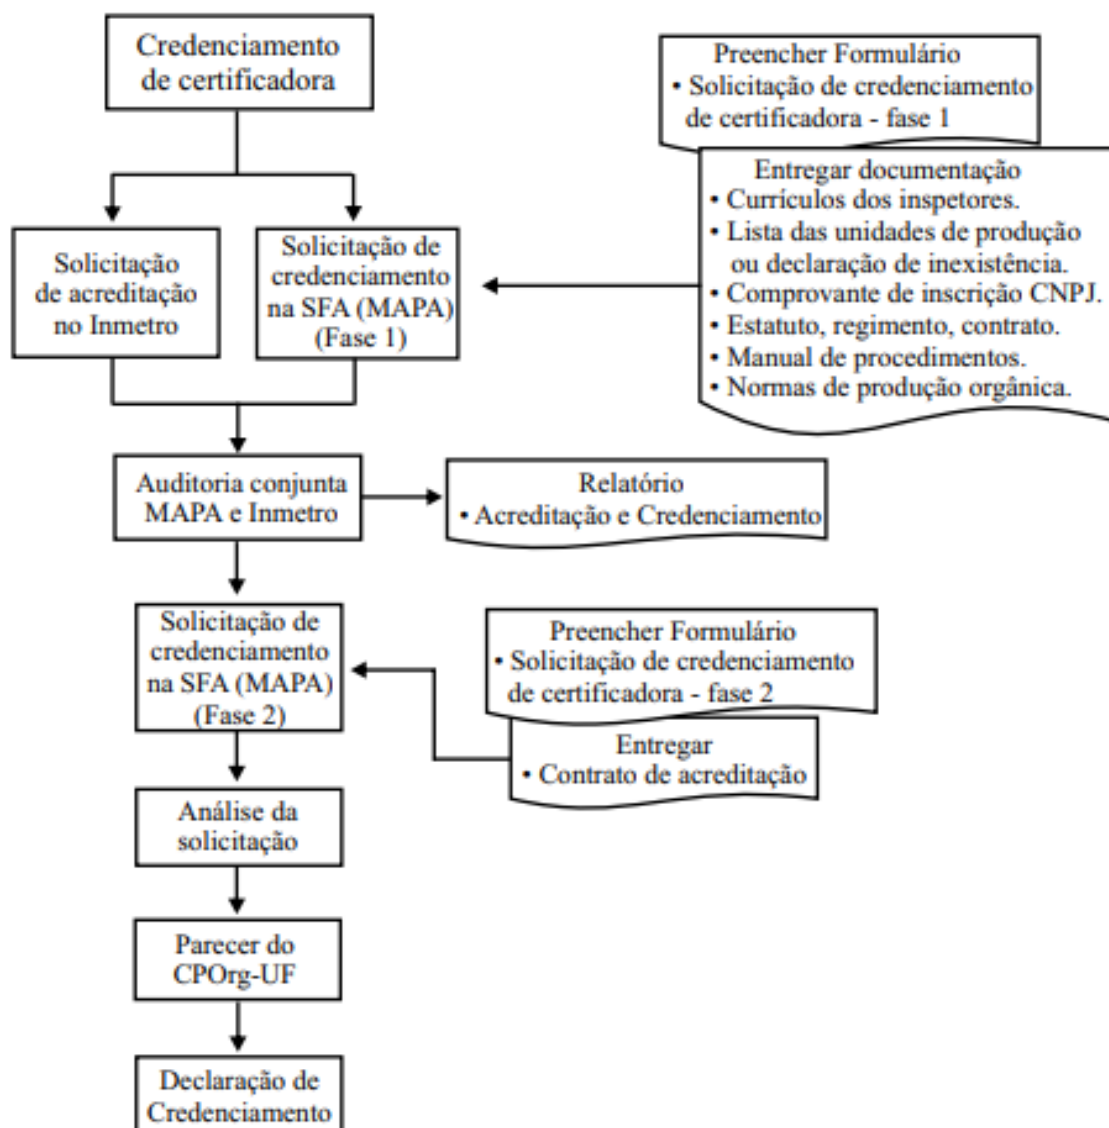 Credenciamento
de certificadora
Preencher Formulário
• Solicitação de credenciamento
de certificadora - fase 1
Entregar documentação
• Currículos dos inspetores.
• Lista das unidades de produção
ou declaração de inexistência.
• Comprovante de inscrição CNPJ.
• Estatuto, regimento, contrato.
• Manual de procedimentos.
• Normas de produção orgânica.
Solicitação
de acreditação
no Inmetro
Solicitação de
credenciamento
na SFA (MAPA)
(Fase 1)
Auditoria conjunta
MAPA e Inmetro
Relatório
• Acreditação e Credenciamento
Solicitação de
credenciamento
na SFA (MAPA)
(Fase 2)
Preencher Formulário
• Solicitação de credenciamento
de certificadora - fase 2
Entregar
• Contrato de acreditação
Análise da
solicitação
Parecer do
CPOrg-UF
Declaração de
Credenciamento